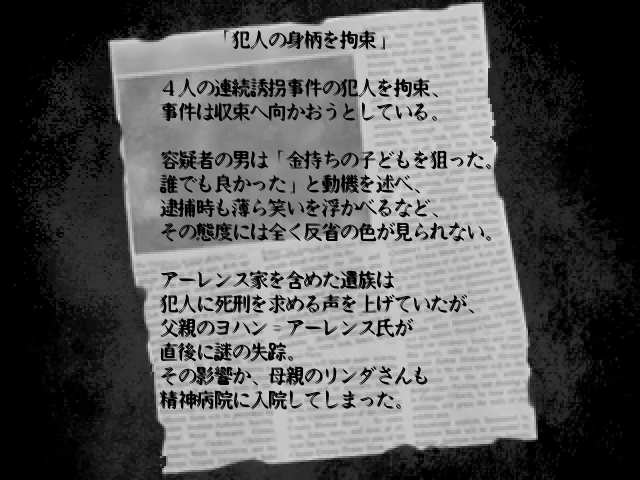 「犯人の身柄を拘束」
４人の連続誘拐事件の犯人を拘束、
事件は収束へ向かおうとしている。
容疑者の男は「金持ちの子どもを狙った。
誰でも良かった」と動機を述べ、
逮捕時も薄ら笑いを浮かべるなど、
その態度には全く反省の色が見られない。
アーレンス家を含めた遺族は
犯人に死刑を求める声を上げていたが、
父親のヨハン＝アーレンス氏が
直後に謎の失踪。
その影響か、母親のリンダさんも
精神病院に入院してしまった。